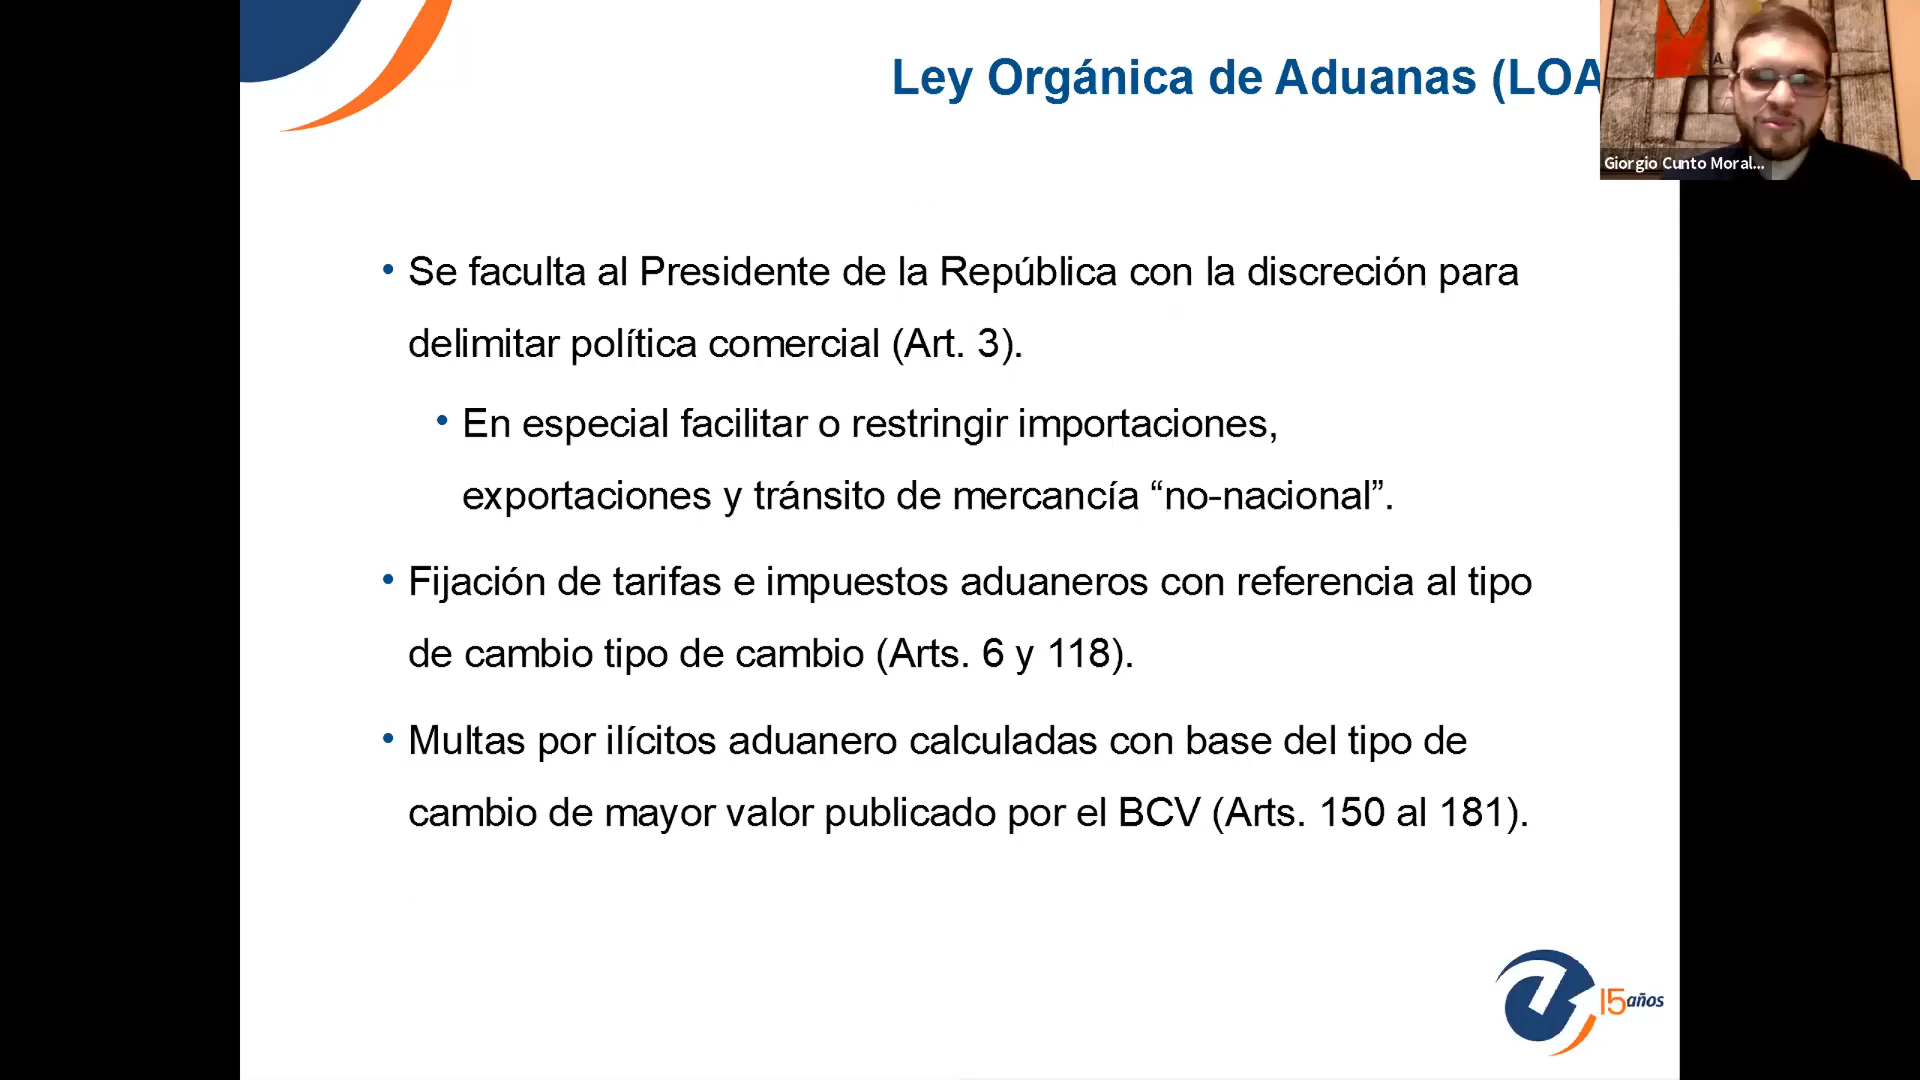 Ley Orgánica de Aduanas (LOA
Giorgio Cunto Moral...
• Se faculta al Presidente de la República con la discreción para
delimitar política comercial (Art. 3).
• En especial facilitar o restringir importaciones,
exportaciones y tránsito de mercancía “no-nacional”.
• Fijación de tarifas e impuestos aduaneros con referencia al tipo
de cambio tipo de cambio (Arts. 6 y 118).
• Multas por ilícitos aduanero calculadas con base del tipo de
cambio de mayor valor publicado por el BCV (Arts. 150 al 181).
15años